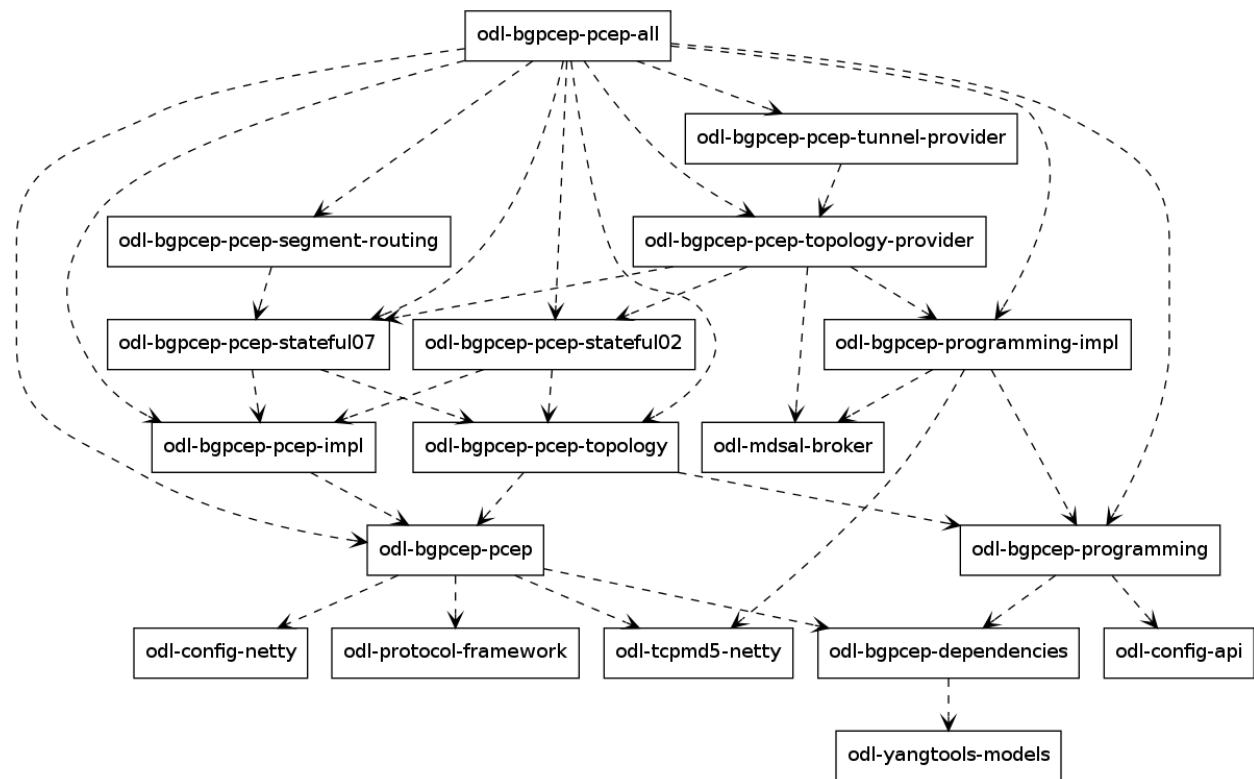 odl-bgpcep-pcep-all
odl-bgpcep-pcep-tunnel-provider
odl-bgpcep-pcep-segment-routing
odl-bgpcep-pcep-topology-provider
odl-bgpcep-pcep-stateful07
odl-bgpcep-pcep-stateful02
odl-bgpcep-programming-impl
odl-bgpcep-pcep-impl
odl-bgpcep-pcep-topology
odl-mdsal-broker
odl-bgpcep-pcep
odl-bgpcep-programming
odl-config-netty
odl-protocol-framework
odl-tcpmd5-netty
odl-bgpcep-dependencies
odl-config-api
odl-yangtools-models